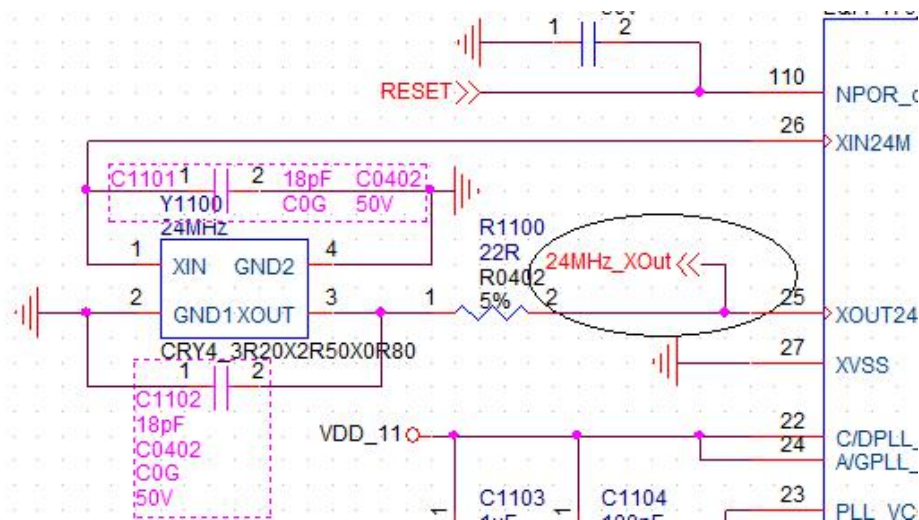 1 2
RESET
110
NPOR_
26
XIN24M
C1101 1 2 18pF C0402
C0G 50V
Y1100
24MHz
R1100
22R
R0402
5%
24MHz_XOut
1 XIN GND2 4
2 GND1 XOUT 3
1 2
25
XOUT24
CRY4_3R20X2R50X0R80
27
XVSS
1 2
C1102
18pF
C0402
C0G
50V
VDD_11
22
C/DPLL_
24
A/GPLL_
23
PLL_VC
1 C1103
1 C1104